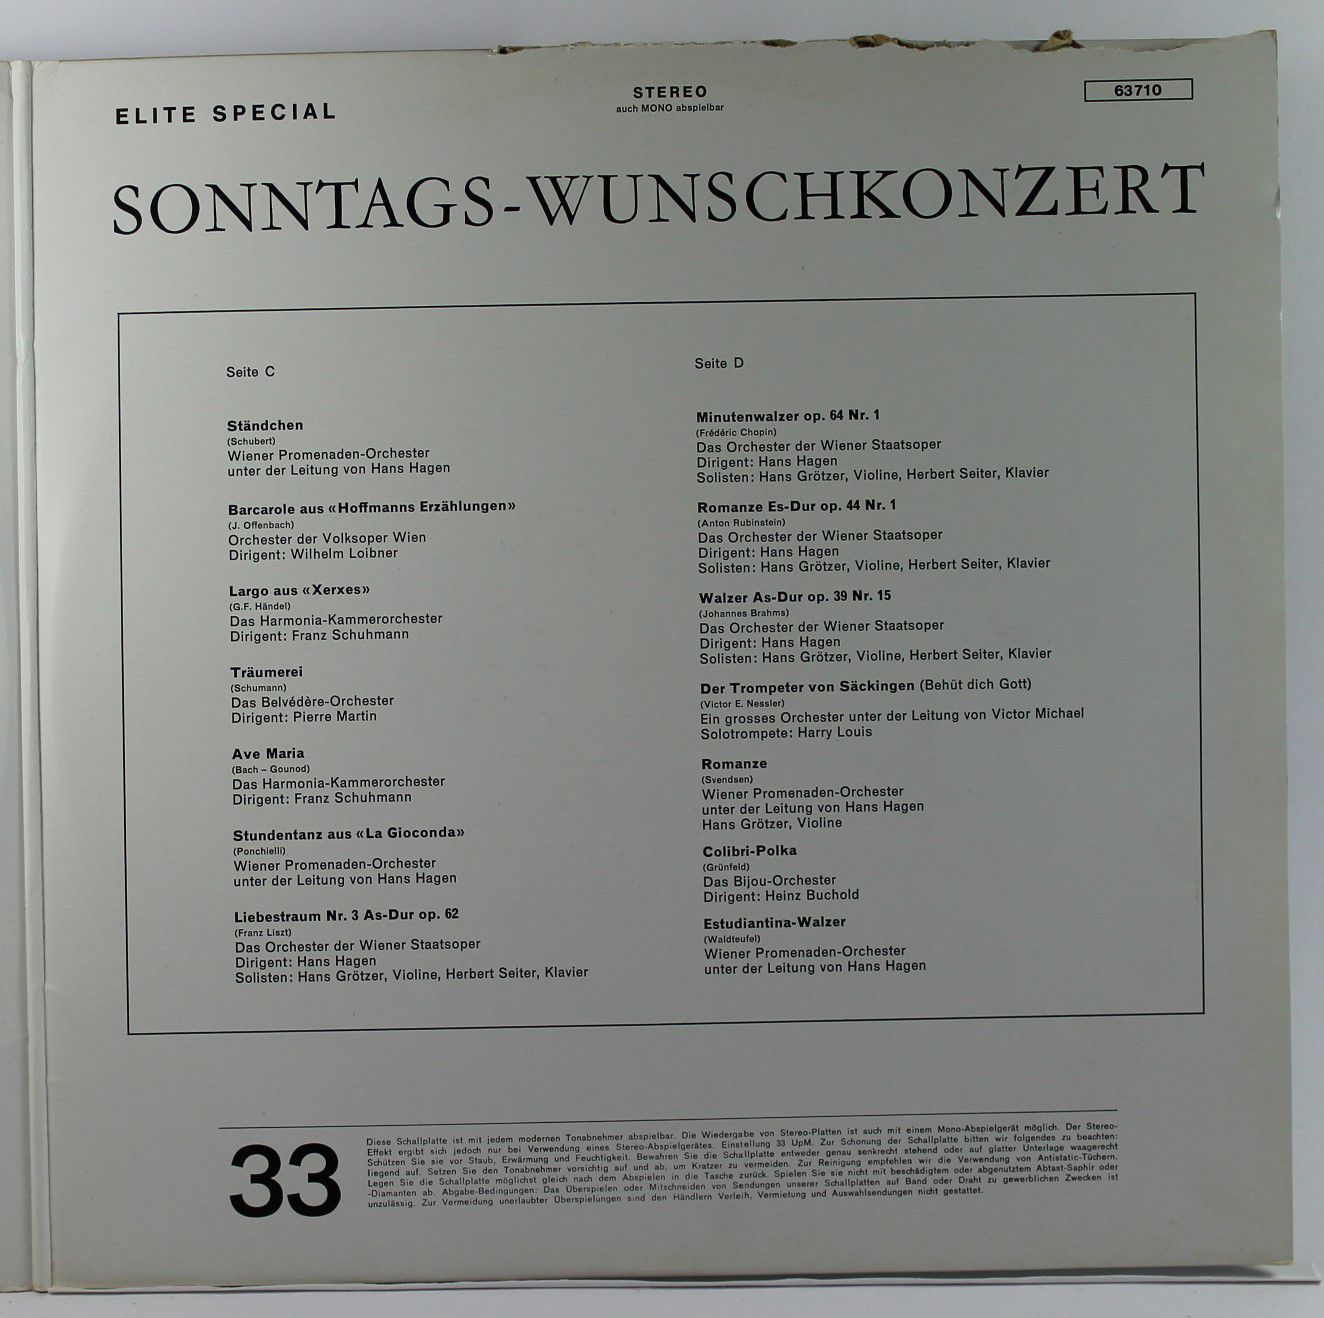 ELITE SPECIAL
STEREO
auch MONO abspielbar
63710
SONNTAGS-WUNSCHKONZERT
Seite C
Ständchen
(Schubert)
Wiener Promenaden-Orchester
unter der Leitung von Hans Hagen
Barcarole aus «Hoffmanns Erzählungen»
(J. Offenbach)
Orchester der Volksoper Wien
Dirigent: Wilhelm Loibner
Largo aus «Xerxes»
(G.F. Händel)
Das Harmonia-Kammerorchester
Dirigent: Franz Schuhmann
Träumerei
(Schumann)
Das Belvédère-Orchester
Dirigent: Pierre Martin
Ave Maria
(Bach – Gounod)
Das Harmonia-Kammerorchester
Dirigent: Franz Schuhmann
Stundentanz aus «La Gioconda»
(Ponchielli)
Wiener Promenaden-Orchester
unter der Leitung von Hans Hagen
Liebestraum Nr. 3 As-Dur op. 62
(Franz Liszt)
Das Orchester der Wiener Staatsoper
Dirigent: Hans Hagen
Solisten: Hans Grötzer, Violine, Herbert Seiter, Klavier
Seite D
Minutenwalzer op. 64 Nr. 1
(Frédéric Chopin)
Das Orchester der Wiener Staatsoper
Dirigent: Hans Hagen
Solisten: Hans Grötzer, Violine, Herbert Seiter, Klavier
Romanze Es-Dur op. 44 Nr. 1
(Anton Rubinstein)
Das Orchester der Wiener Staatsoper
Dirigent: Hans Hagen
Solisten: Hans Grötzer, Violine, Herbert Seiter, Klavier
Walzer As-Dur op. 39 Nr. 15
(Johannes Brahms)
Das Orchester der Wiener Staatsoper
Dirigent: Hans Hagen
Solisten: Hans Grötzer, Violine, Herbert Seiter, Klavier
Der Trompeter von Säckingen (Behüt dich Gott)
(Victor E. Nessler)
Ein grosses Orchester unter der Leitung von Victor Michael
Solotrompete: Harry Louis
Romanze
(Svendsen)
Wiener Promenaden-Orchester
unter der Leitung von Hans Hagen
Hans Grötzer, Violine
Colibri-Polka
(Grünfeld)
Das Bijou-Orchester
Dirigent: Heinz Buchold
Estudiantina-Walzer
(Waldteufel)
Wiener Promenaden-Orchester
unter der Leitung von Hans Hagen
33
Diese Schallplatte ist mit jedem modernen Tonabnehmer abspielbar. Die Wiedergabe von Stereo-Platten ist auch mit einem Mono-Abspielgerät möglich. Der Stereo-
Effekt ergibt sich jedoch nur bei Verwendung eines Stereo-Abspielgerätes. Einstellung 33 UpM. Zur Schonung der Schallplatte bitten wir folgendes zu beachten:
Schützen Sie sie vor Staub, Erwärmung und Feuchtigkeit. Bewahren Sie die Schallplatte entweder genau senkrecht stehend oder auf glatter Unterlage waagerecht
liegend auf. Setzen Sie den Tonabnehmer vorsichtig auf und ab, um Kratzer zu vermeiden. Zur Reinigung empfehlen wir die Verwendung von Antistatic-Tüchern.
Legen Sie die Schallplatte möglichst gleich nach dem Abspielen in die Tasche zurück. Spielen Sie sie nicht mit beschädigtem oder abgenutztem Abtast-Saphir oder
-Diamanten ab. Abgabe-Bedingungen: Das Überspielen oder Mitschneiden von Sendungen unserer Schallplatten auf Band oder Draht zu gewerblichen Zwecken ist
unzulässig. Zur Vermeidung unerlaubter Überspielungen sind den Händlern Verleih, Vermietung und Auswahlsendungen nicht gestattet.